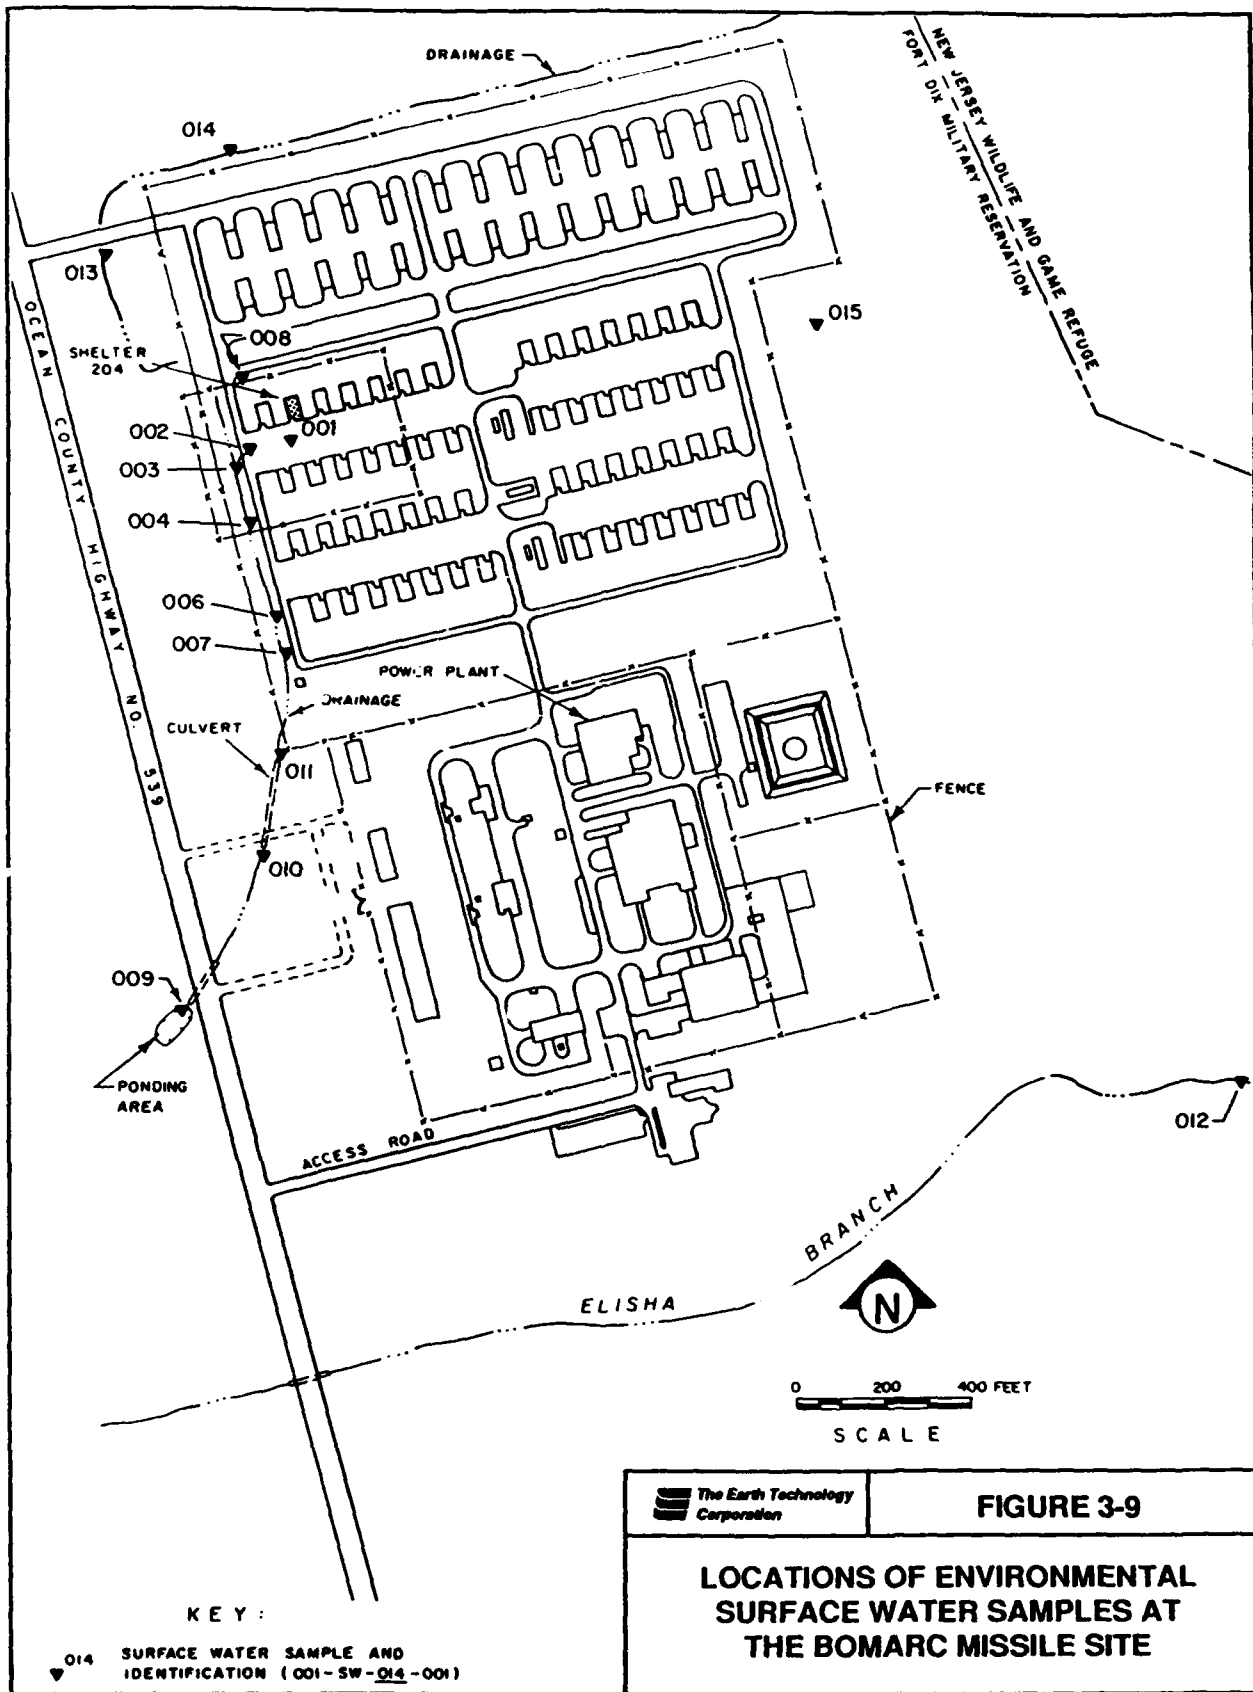 DRAINAGE
NEW JERSEY WILDLIFE AND GAME REFUGE
FORT DIX MILITARY RESERVATION
014
013
OCEAN COUNTY HIGHWAY NO. 539
008
015
SHELTER
204
001
002
003
004
006
007
POWER PLANT
DRAINAGE
CULVERT
011
FENCE
010
009
PONDING
AREA
012
ACCESS ROAD
ELISHA BRANCH
N
0 200 400 FEET
SCALE
The Earth Technology
Corporation
FIGURE 3-9
LOCATIONS OF ENVIRONMENTAL
SURFACE WATER SAMPLES AT
THE BOMARC MISSILE SITE
KEY:
014 SURFACE WATER SAMPLE AND
IDENTIFICATION (001-SW-014-001)